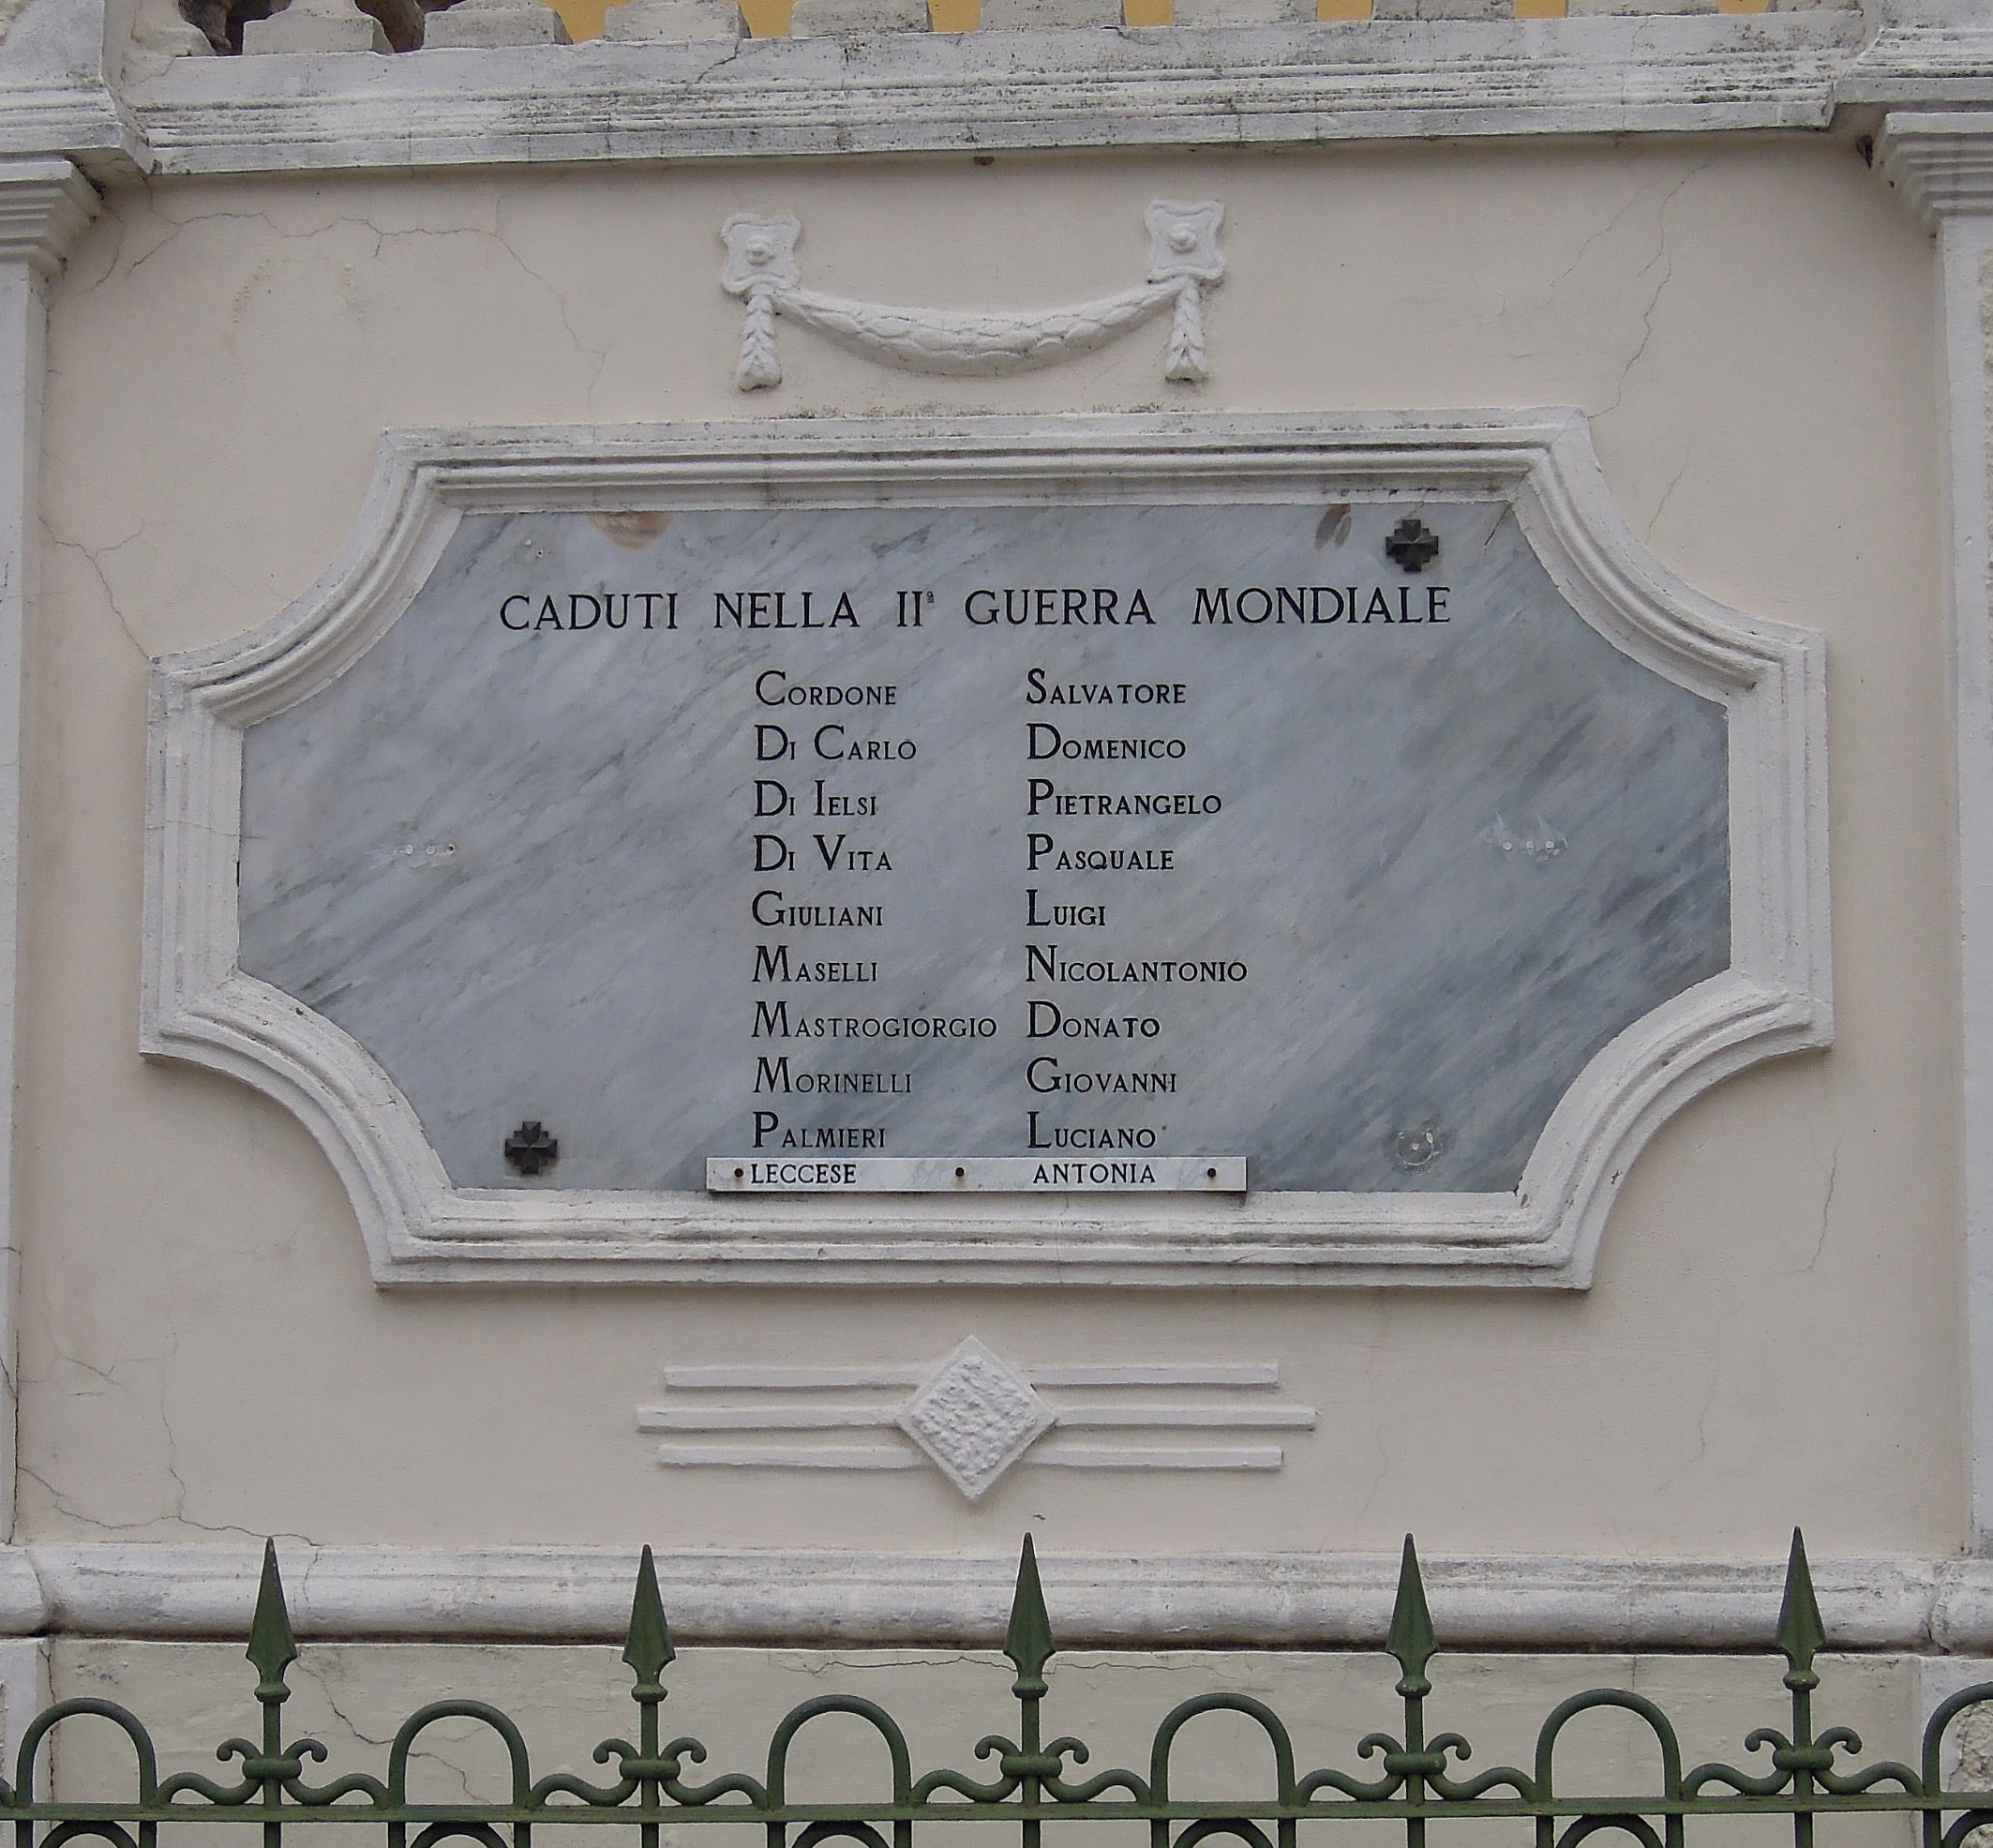 CADUTI NELLA IIª GUERRA MONDIALE
CORDONE SALVATORE
DI CARLO DOMENICO
DI IELSI PIETRANGELO
DI VITA PASQUALE
GIULIANI LUIGI
MASELLI NICOLANTONIO
MASTROGIORGIO DONATO
MORINELLI GIOVANNI
PALMIERI LUCIANO
LECCESE ANTONIA